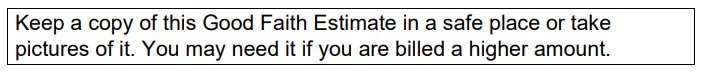 Keep a copy of this Good Faith Estimate in a safe place or take
pictures of it. You may need it if you are billed a higher amount.